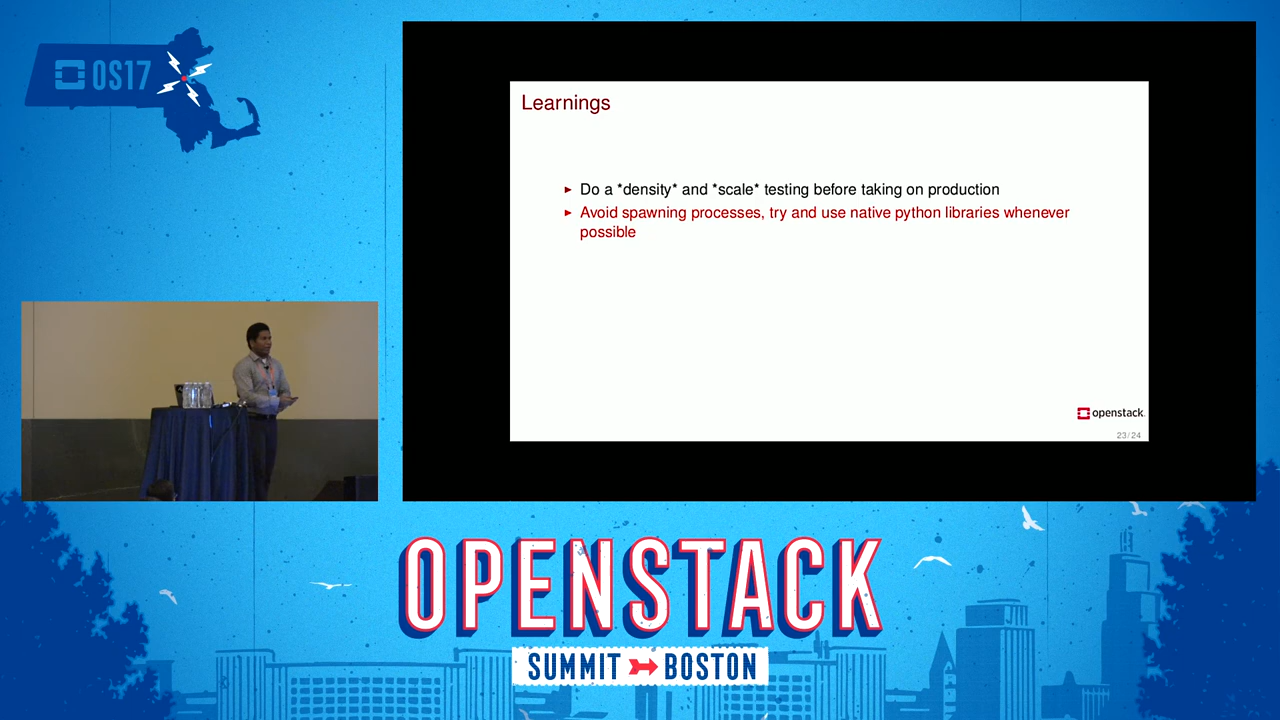 OS17
Learnings
► Do a *density* and *scale* testing before taking on production
► Avoid spawning processes, try and use native python libraries whenever
possible
openstack.
23/24
OPENSTACK
SUMMIT BOSTON